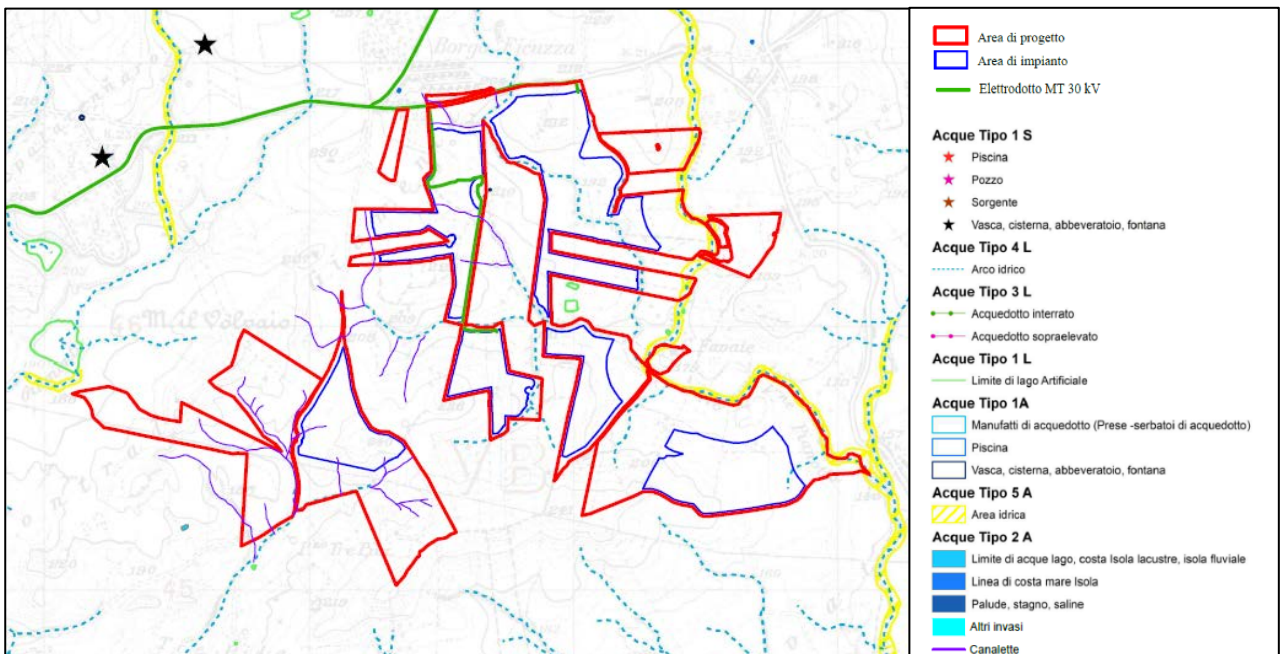 Borgo Ficuzza
M. il Volpaio
Area di progetto
Area di impianto
Elettrodotto MT 30 kV
Acque Tipo 1 S
Piscina
Pozzo
Sorgente
Vasca, cisterna, abbeveratoio, fontana
Acque Tipo 4 L
Arco idrico
Acque Tipo 3 L
Acquedotto interrato
Acquedotto sopraelevato
Acque Tipo 1 L
Limite di lago Artificiale
Acque Tipo 1A
Manufatti di acquedotto (Prese -serbatoi di acquedotto)
Piscina
Vasca, cisterna, abbeveratoio, fontana
Acque Tipo 5 A
Area idrica
Acque Tipo 2 A
Limite di acque lago, costa Isola lacustre, isola fluviale
Linea di costa mare Isola
Palude, stagno, saline
Altri invasi
Canalette